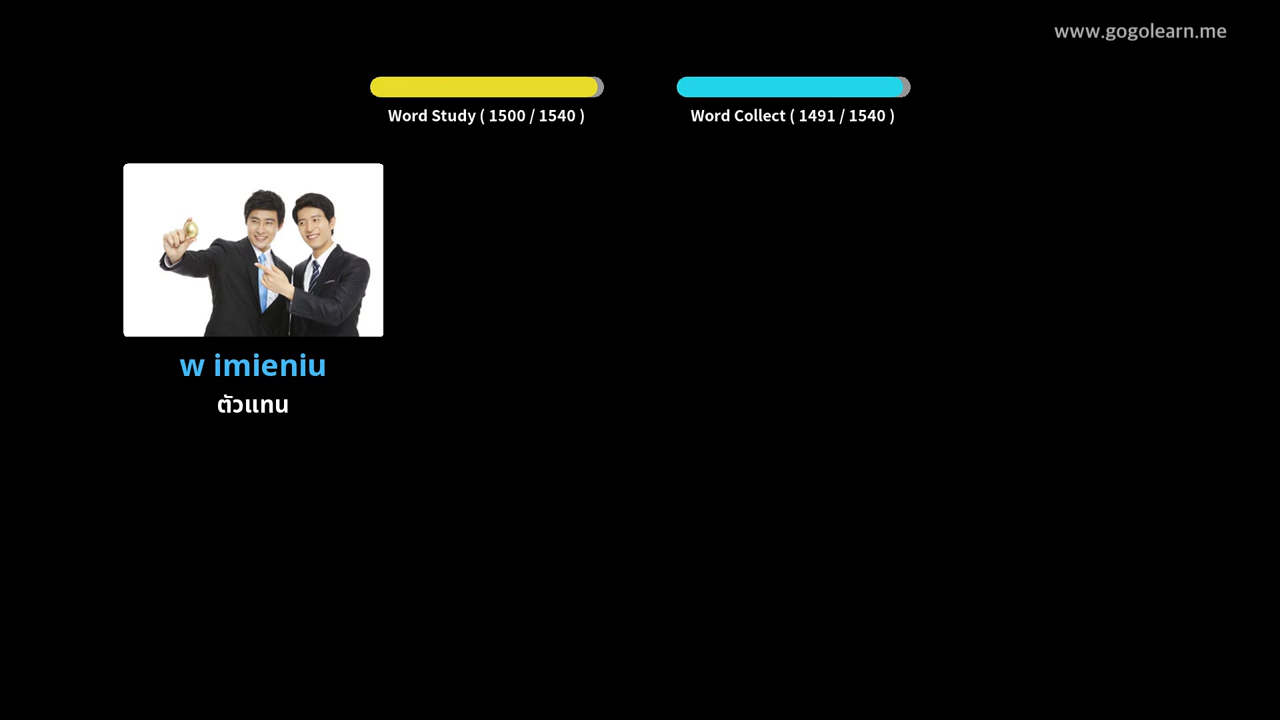 www.gogolearn.me
Word Study ( 1500 / 1540 )
Word Collect ( 1491 / 1540 )
w imieniu
ตัวแทน